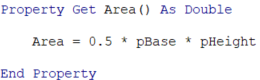 Property Get Area() As Double
Area = 0.5 * pBase * pHeight
End Property